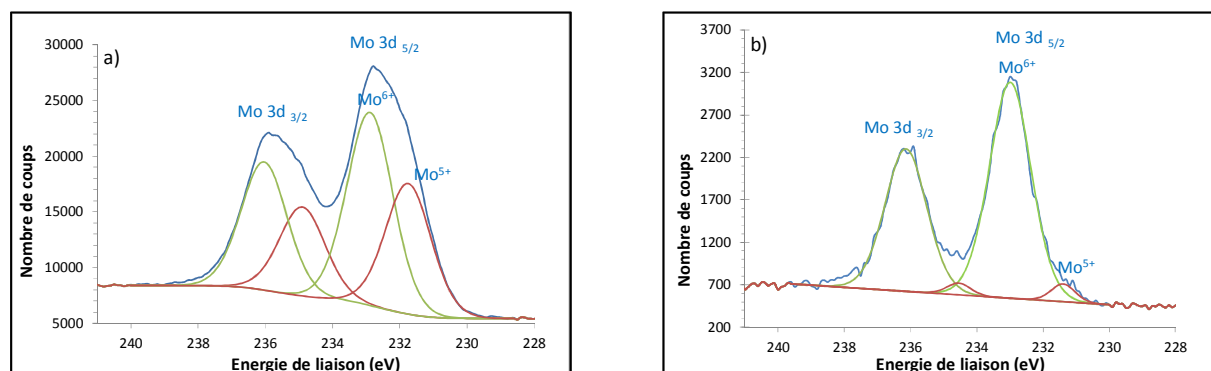 a)
Mo 3d 5/2
Mo6+
Mo 3d 3/2
Mo5+
30000
25000
20000
15000
10000
5000
240 238 236 234 232 230 228
Nombre de coups
Energie de liaison (eV)
b)
Mo 3d 5/2
Mo6+
Mo 3d 3/2
Mo5+
3700
3200
2700
2200
1700
1200
700
200
240 238 236 234 232 230 228
Nombre de coups
Energie de liaison (eV)